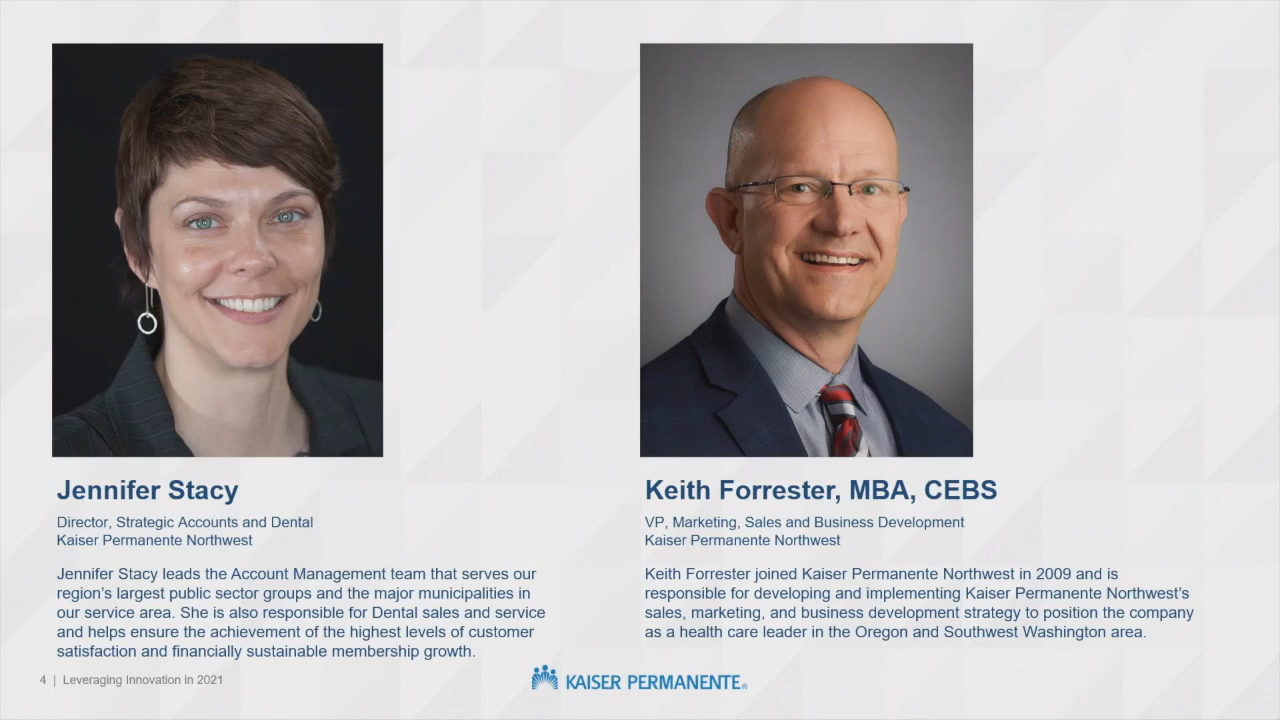 Jennifer Stacy
Director, Strategic Accounts and Dental
Kaiser Permanente Northwest
Jennifer Stacy leads the Account Management team that serves our
region's largest public sector groups and the major municipalities in
our service area. She is also responsible for Dental sales and service
and helps ensure the achievement of the highest levels of customer
satisfaction and financially sustainable membership growth.
Keith Forrester, MBA, CEBS
VP, Marketing, Sales and Business Development
Kaiser Permanente Northwest
Keith Forrester joined Kaiser Permanente Northwest in 2009 and is
responsible for developing and implementing Kaiser Permanente Northwest's
sales, marketing, and business development strategy to position the company
as a health care leader in the Oregon and Southwest Washington area.
4 | Leveraging Innovation in 2021
KAISER PERMANENTE®